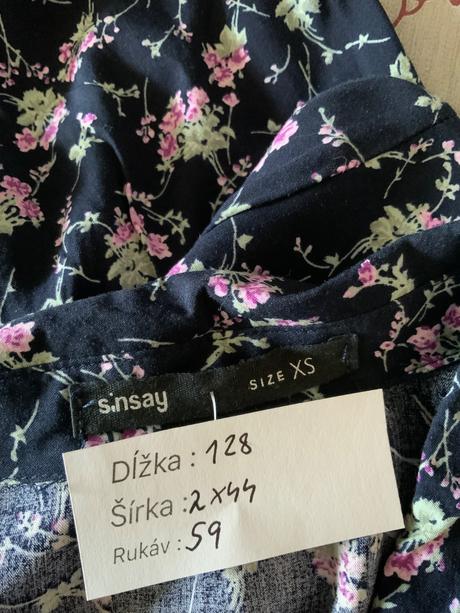 sinsay SIZE XS
Dĺžka : 128
Šírka : 2x44
Rukáv : 59